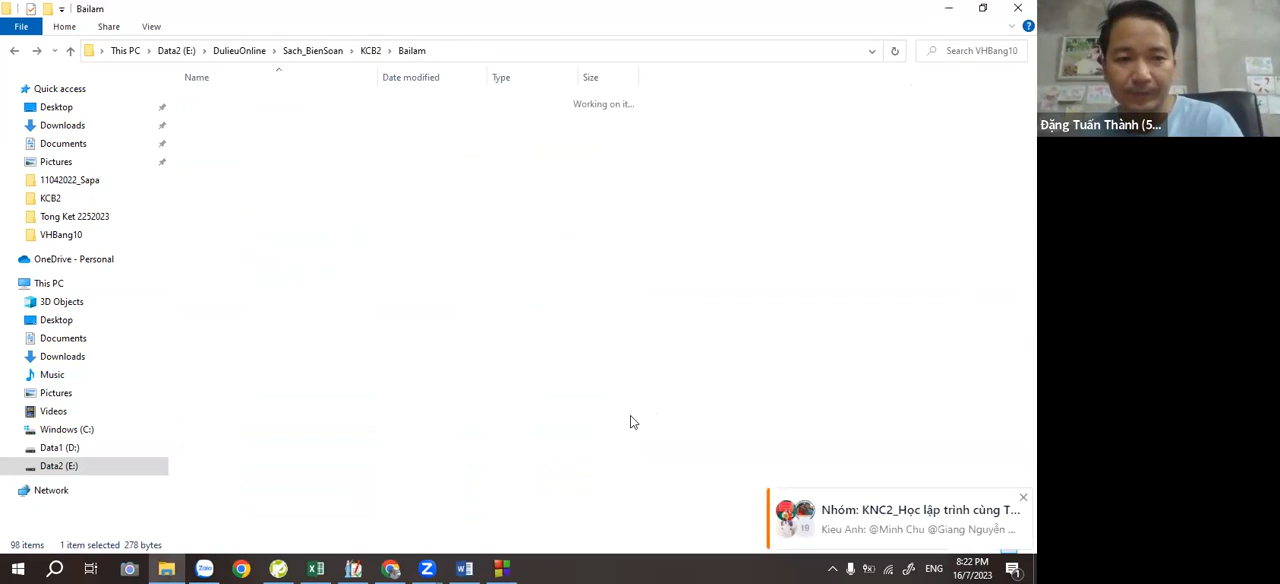 Bailam
File
Home
Share
View
This PC
Data2 (E:)
DulieuOnline
Sach_BienSoan
KCB2
Bailam
Search VHBang10
Name
Date modified
Type
Size
Working on it...
Quick access
Desktop
Downloads
Documents
Pictures
11042022_Sapa
KCB2
Tong Ket 2252023
VHBang10
OneDrive - Personal
This PC
3D Objects
Desktop
Documents
Downloads
Music
Pictures
Videos
Windows (C:)
Data1 (D:)
Data2 (E:)
Network
98 items
1 item selected 278 bytes
Đặng Tuấn Thành (5...
Nhóm: KNC2_Học lập trình cùng T...
Kieu Anh: @Minh Chu @Giang Nguyễn ...
Zalo
ENG
8:22 PM
16/7/2023